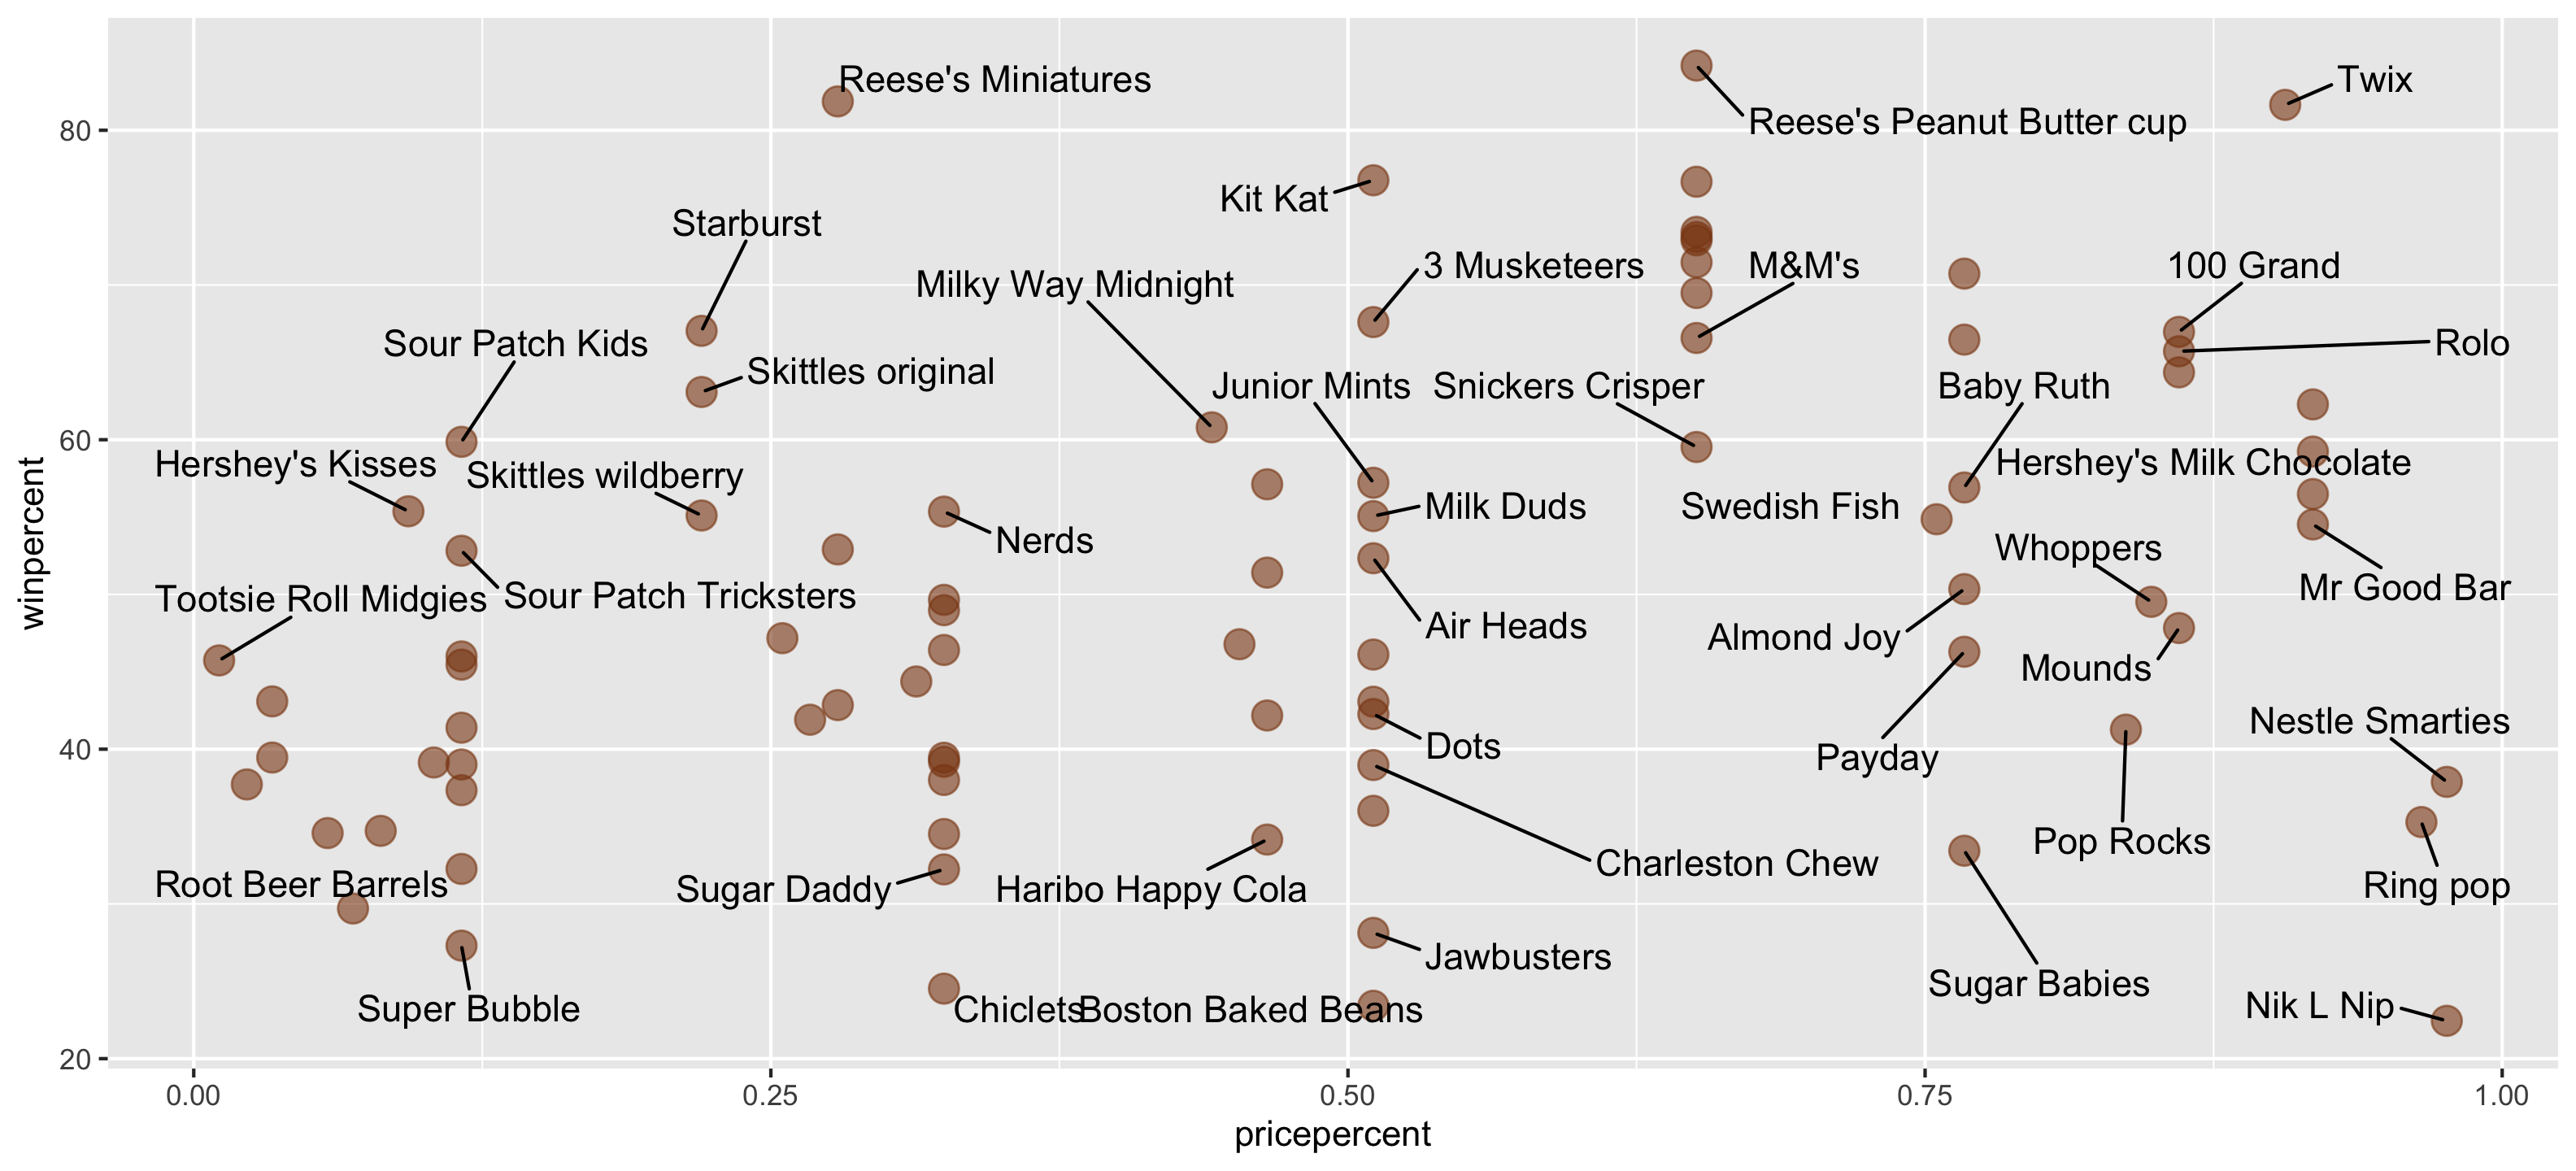 Reese's Miniatures
Twix
80
Reese's Peanut Butter cup
Kit Kat
Starburst
3 Musketeers
M&M's
100 Grand
Milky Way Midnight
Sour Patch Kids
Rolo
Skittles original
Junior Mints
Snickers Crisper
Baby Ruth
60
Hershey's Kisses
Skittles wildberry
Hershey's Milk Chocolate
Milk Duds
Swedish Fish
winpercent
Nerds
Whoppers
Tootsie Roll Midgies
Sour Patch Tricksters
Mr Good Bar
Air Heads
Almond Joy
Mounds
Nestle Smarties
40
Dots
Payday
Pop Rocks
Charleston Chew
Root Beer Barrels
Sugar Daddy
Haribo Happy Cola
Ring pop
Jawbusters
Sugar Babies
Super Bubble
Chiclets
Boston Baked Beans
Nik L Nip
20
0.00
0.25
0.50
0.75
1.00
pricepercent